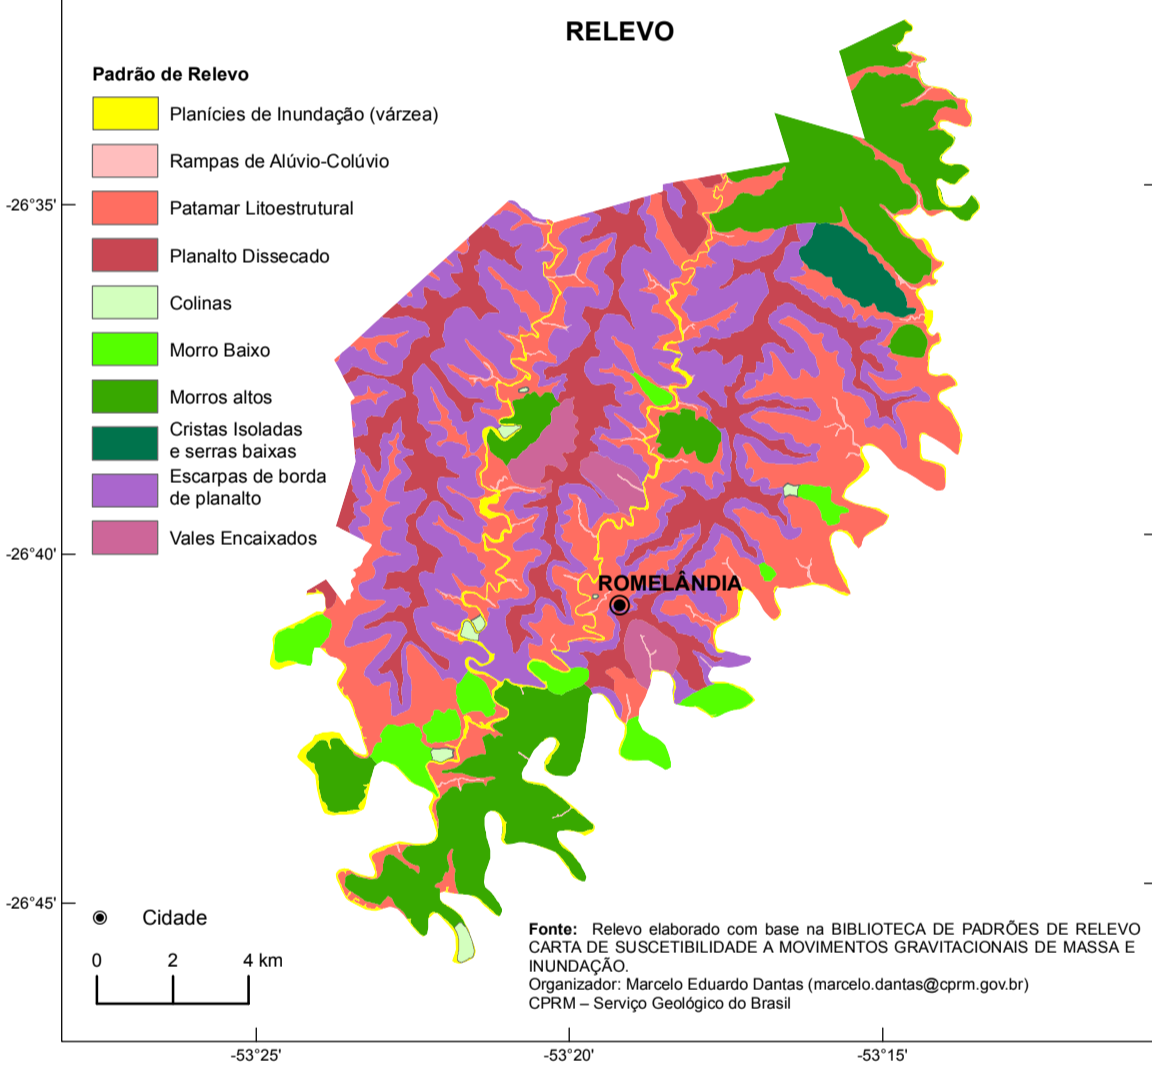 RELEVO
Padrão de Relevo
Planícies de Inundação (várzea)
Rampas de Alúvio-Colúvio
Patamar Litoestrutural
Planalto Dissecado
Colinas
Morro Baixo
Morros altos
Cristas Isoladas
e serras baixas
Escarpas de borda
de planalto
Vales Encaixados
-26°35'
-26°40'
-26°45'
ROMELÂNDIA
Cidade
0 2 4 km
Fonte: Relevo elaborado com base na BIBLIOTECA DE PADRÕES DE RELEVO
CARTA DE SUSCETIBILIDADE A MOVIMENTOS GRAVITACIONAIS DE MASSA E
INUNDAÇÃO.
Organizador: Marcelo Eduardo Dantas (marcelo.dantas@cprm.gov.br)
CPRM – Serviço Geológico do Brasil
-53°25' -53°20' -53°15'